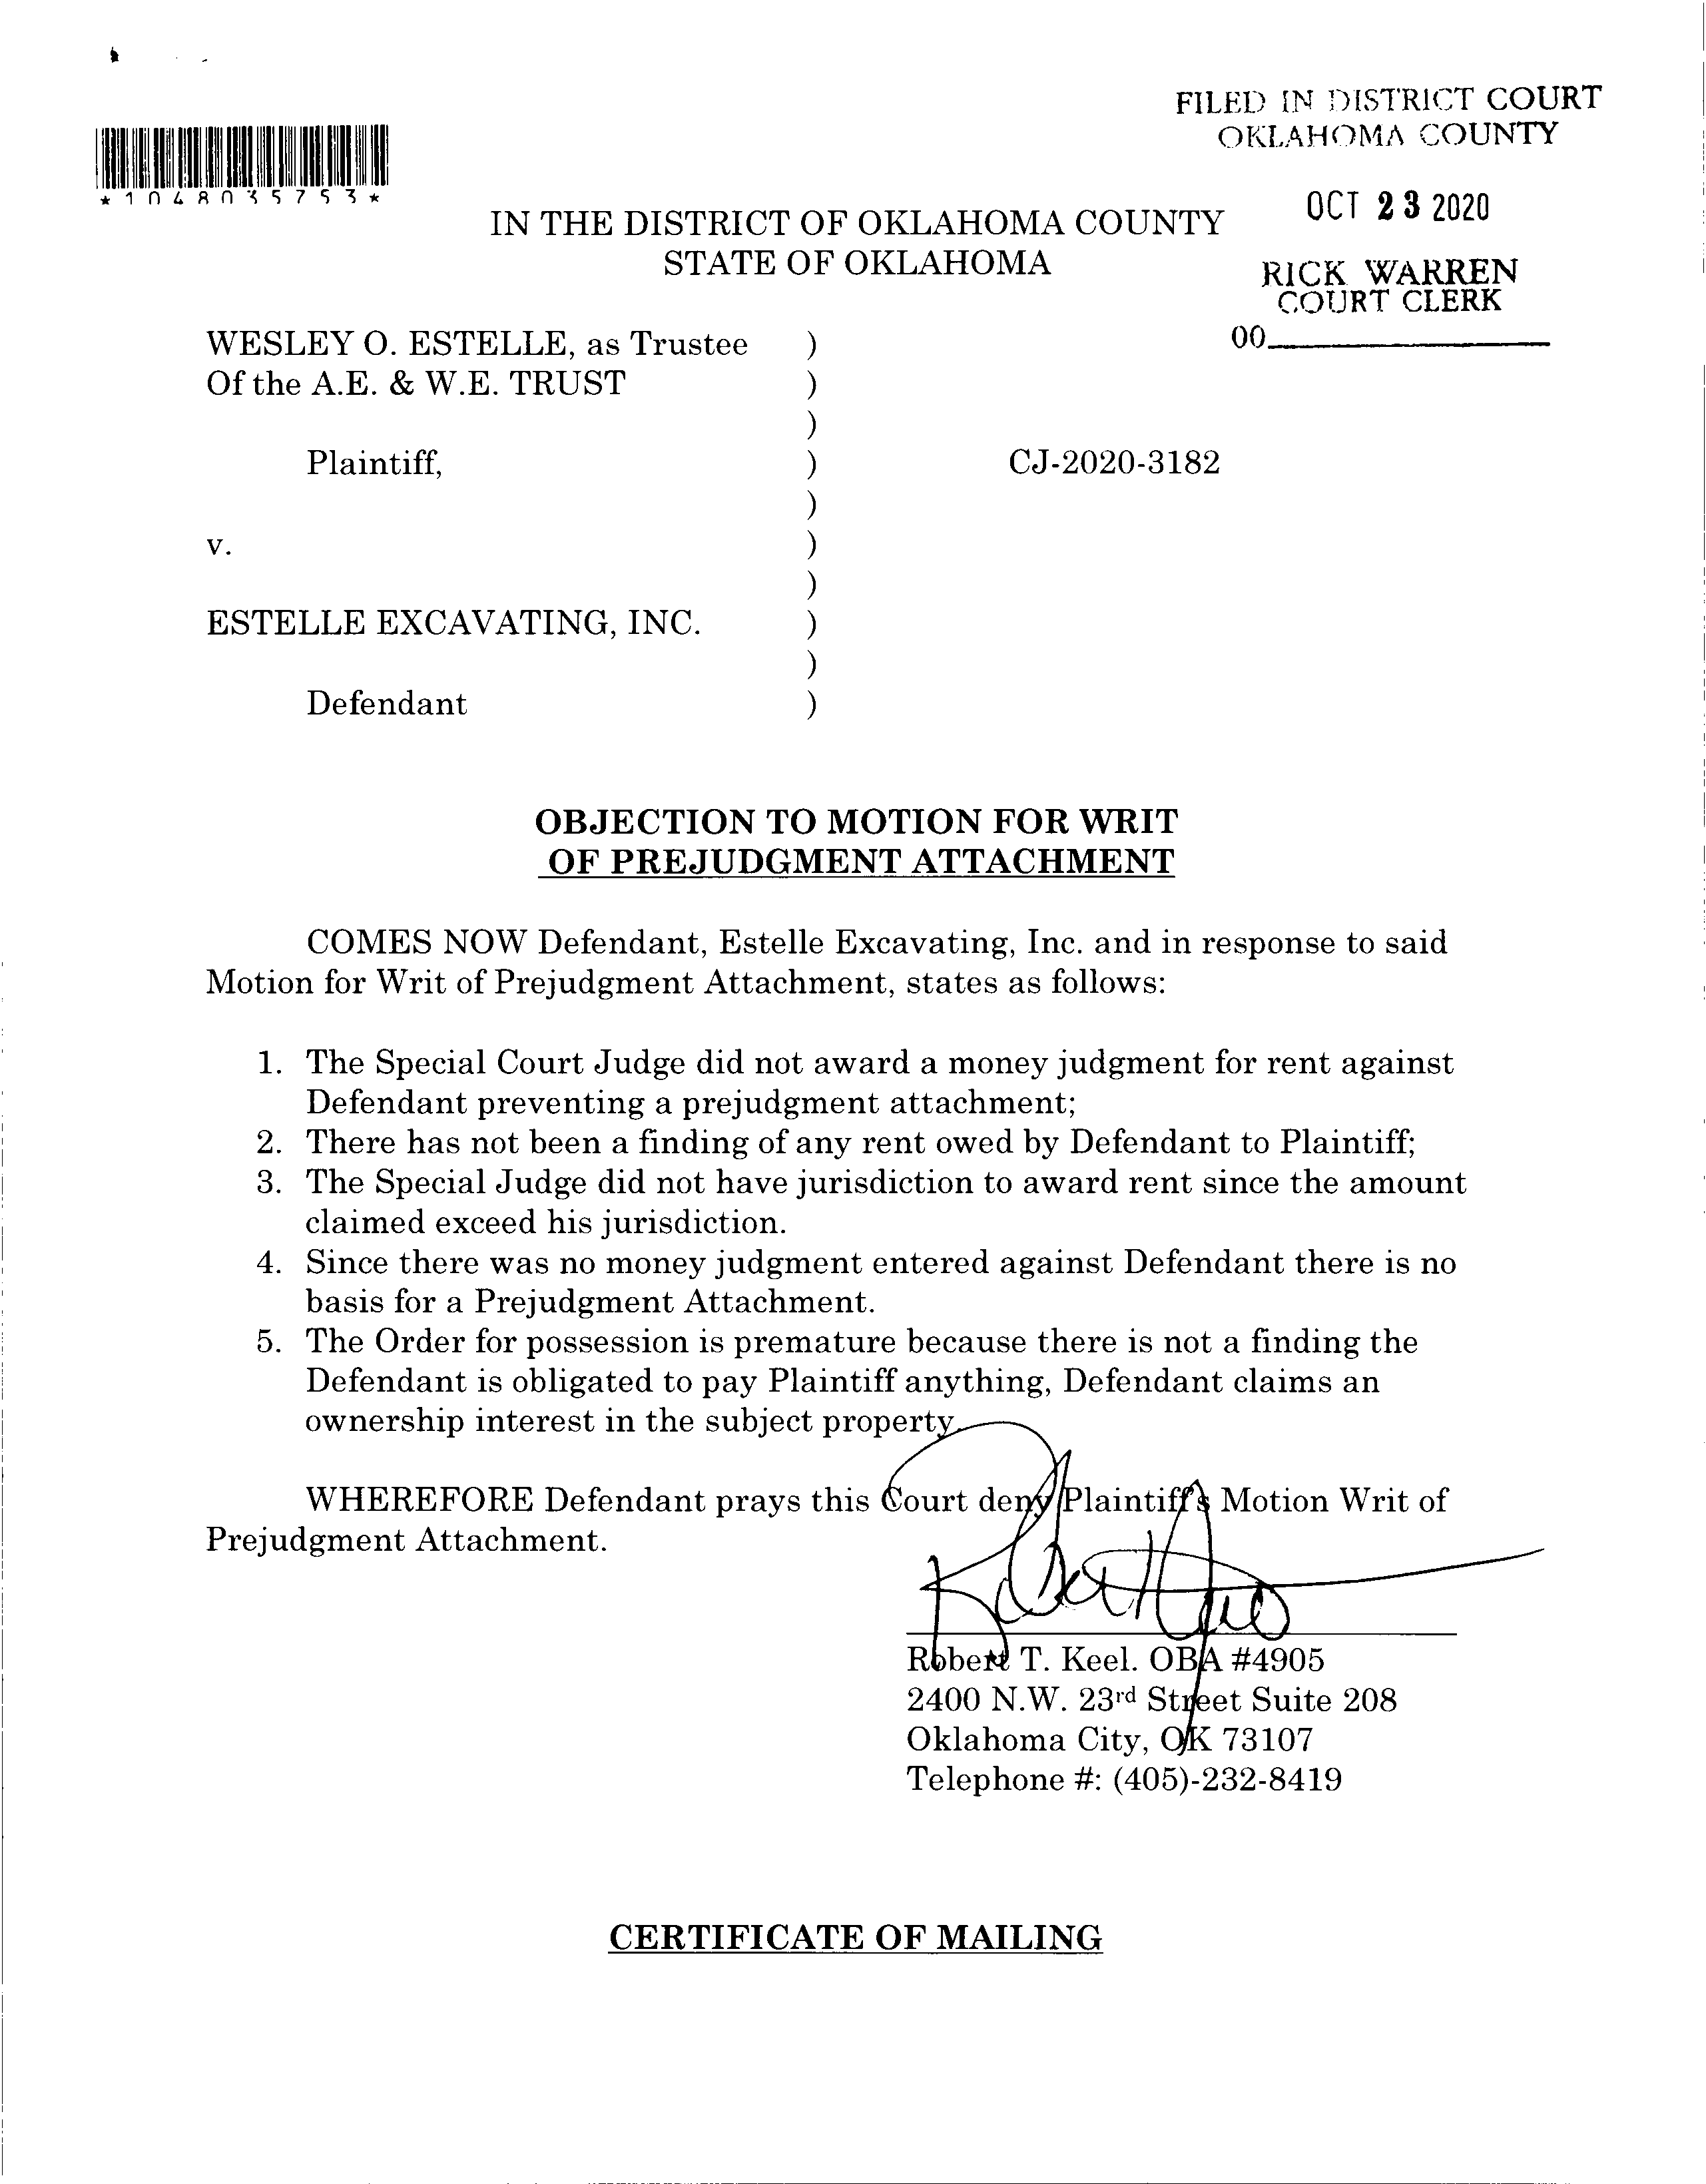 FILED IN DISTRICT COURT
OKLAHOMA COUNTY
*1048035753*
OCT 23 2020
IN THE DISTRICT OF OKLAHOMA COUNTY
STATE OF OKLAHOMA
RICK WARREN
COURT CLERK
00
WESLEY O. ESTELLE, as Trustee )
Of the A.E. & W.E. TRUST )
)
Plaintiff, ) CJ-2020-3182
)
v. )
)
ESTELLE EXCAVATING, INC. )
)
Defendant )
OBJECTION TO MOTION FOR WRIT
OF PREJUDGMENT ATTACHMENT
COMES NOW Defendant, Estelle Excavating, Inc. and in response to said
Motion for Writ of Prejudgment Attachment, states as follows:
1. The Special Court Judge did not award a money judgment for rent against
Defendant preventing a prejudgment attachment;
2. There has not been a finding of any rent owed by Defendant to Plaintiff;
3. The Special Judge did not have jurisdiction to award rent since the amount
claimed exceed his jurisdiction.
4. Since there was no money judgment entered against Defendant there is no
basis for a Prejudgment Attachment.
5. The Order for possession is premature because there is not a finding the
Defendant is obligated to pay Plaintiff anything, Defendant claims an
ownership interest in the subject property.
WHEREFORE Defendant prays this Court deny Plaintiff's Motion Writ of
Prejudgment Attachment.
Robert T. Keel. OBA #4905
2400 N.W. 23rd Street Suite 208
Oklahoma City, OK 73107
Telephone #: (405)-232-8419
CERTIFICATE OF MAILING